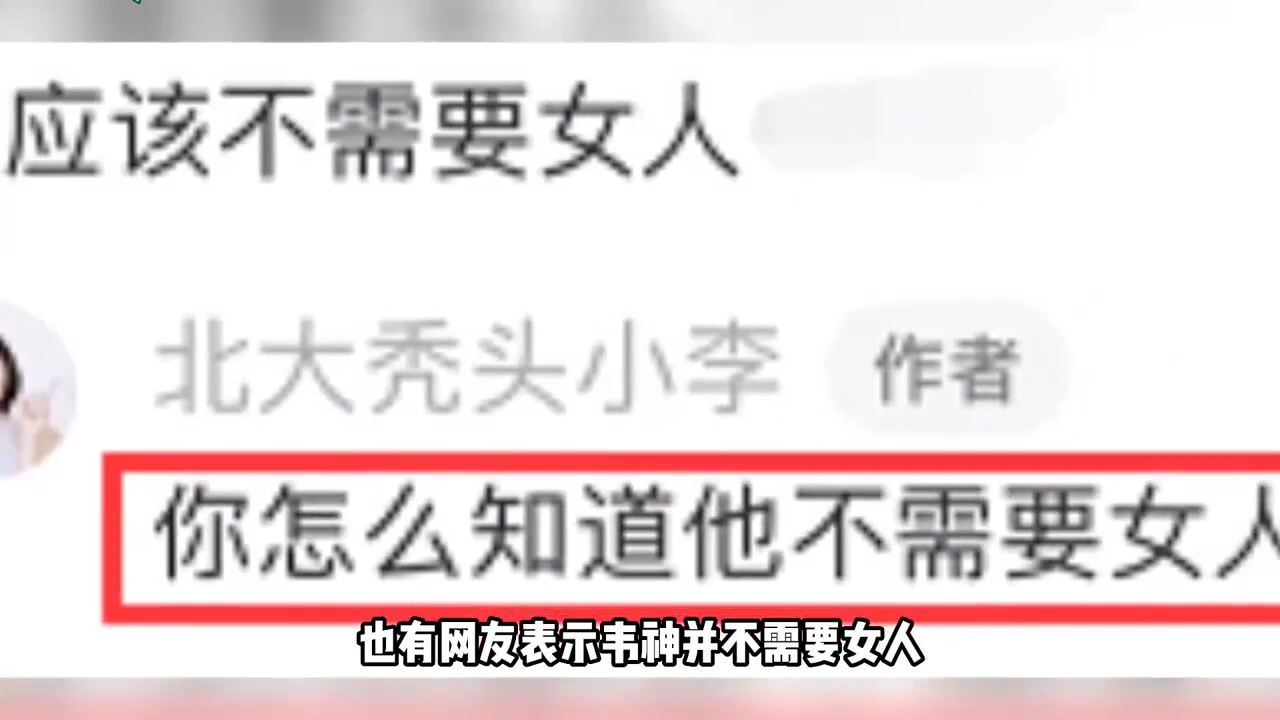 应该不需要女人
北大秃头小李 作者
你怎么知道他不需要女人
也有网友表示韦神并不需要女人